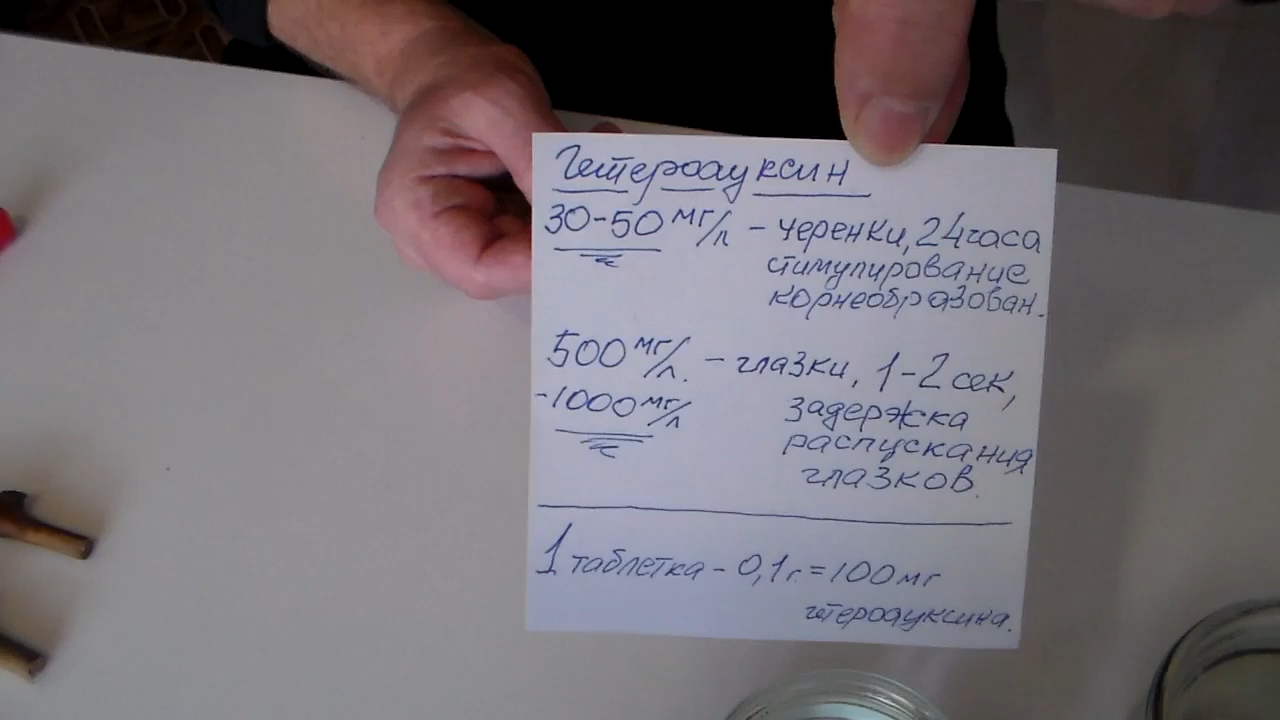 Гетероауксин
30-50 мг/л - черенки, 24 часа
стимулирование
корнеобразован.
500 мг/л. - глазки, 1-2 сек,
-1000 мг/л задержка
распускания
глазков.
1 таблетка - 0,1 г. = 100 мг
гетероауксина.